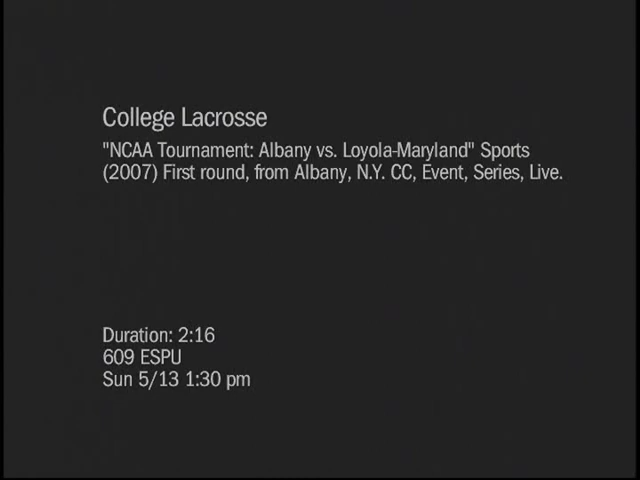 College Lacrosse
"NCAA Tournament: Albany vs. Loyola-Maryland" Sports
(2007) First round, from Albany, N.Y. CC, Event, Series, Live.
Duration: 2:16
609 ESPU
Sun 5/13 1:30 pm